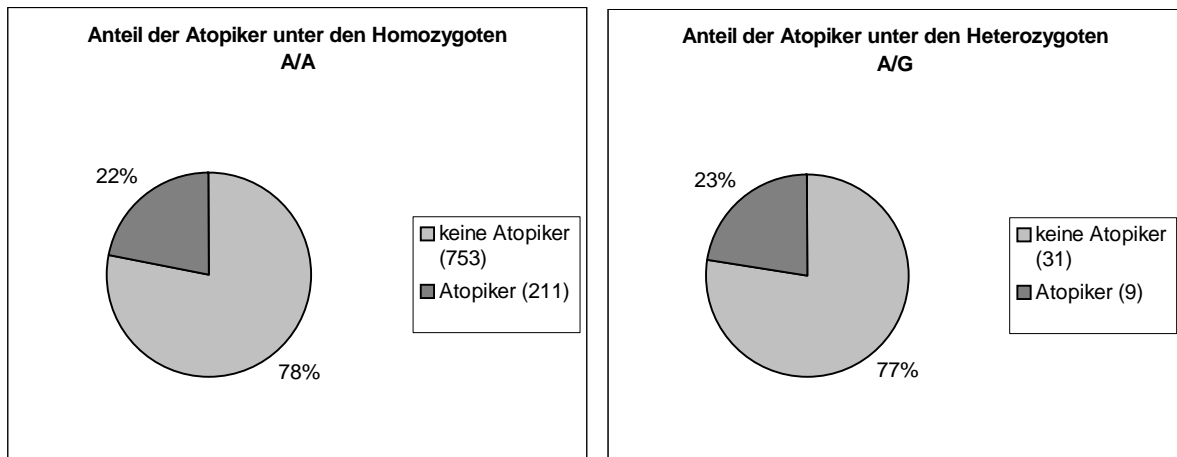 Anteil der Atopiker unter den Homozygoten
A/A
22%
78%
keine Atopiker
(753)
Atopiker (211)
Anteil der Atopiker unter den Heterozygoten
A/G
23%
77%
keine Atopiker
(31)
Atopiker (9)